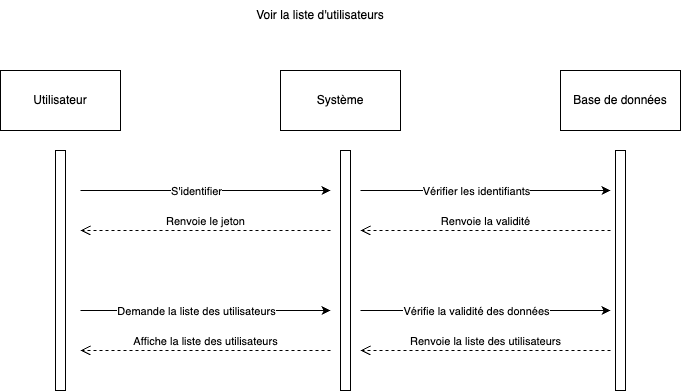 Voir la liste d'utilisateurs
Utilisateur
Système
Base de données
S'identifier
Vérifier les identifiants
Renvoie le jeton
Renvoie la validité
Demande la liste des utilisateurs
Vérifie la validité des données
Affiche la liste des utilisateurs
Renvoie la liste des utilisateurs